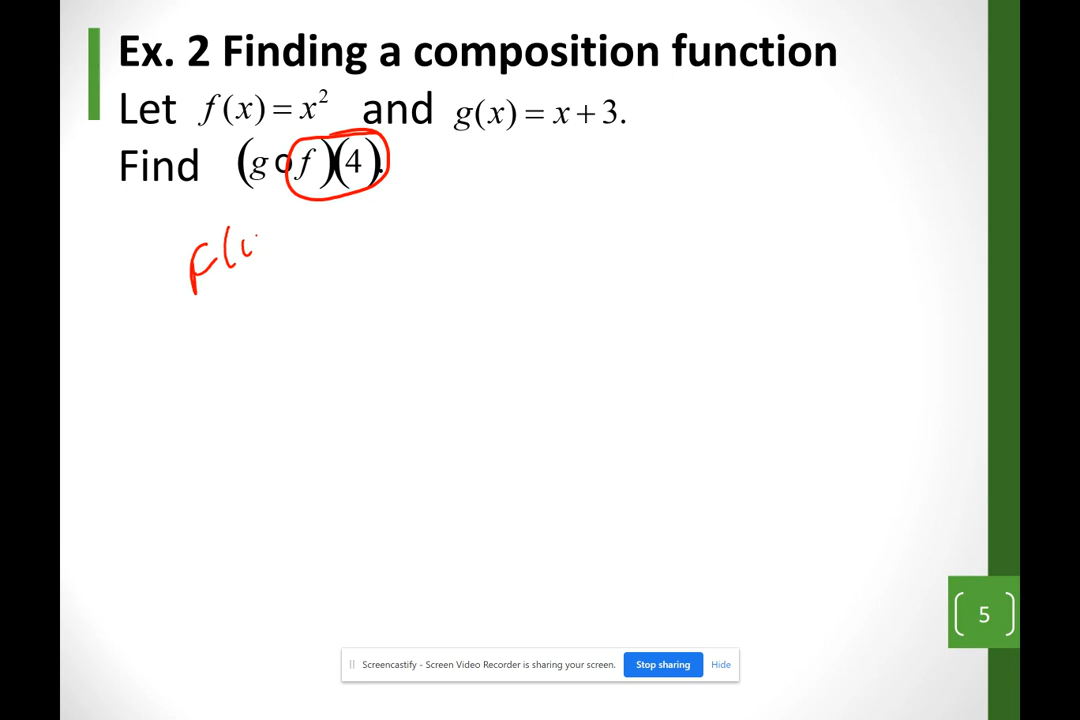 Ex. 2 Finding a composition function
Let f(x) = x² and g(x) = x + 3.
Find (g o f)(4).
5
Screencastify - Screen Video Recorder is sharing your screen. Stop sharing Hide